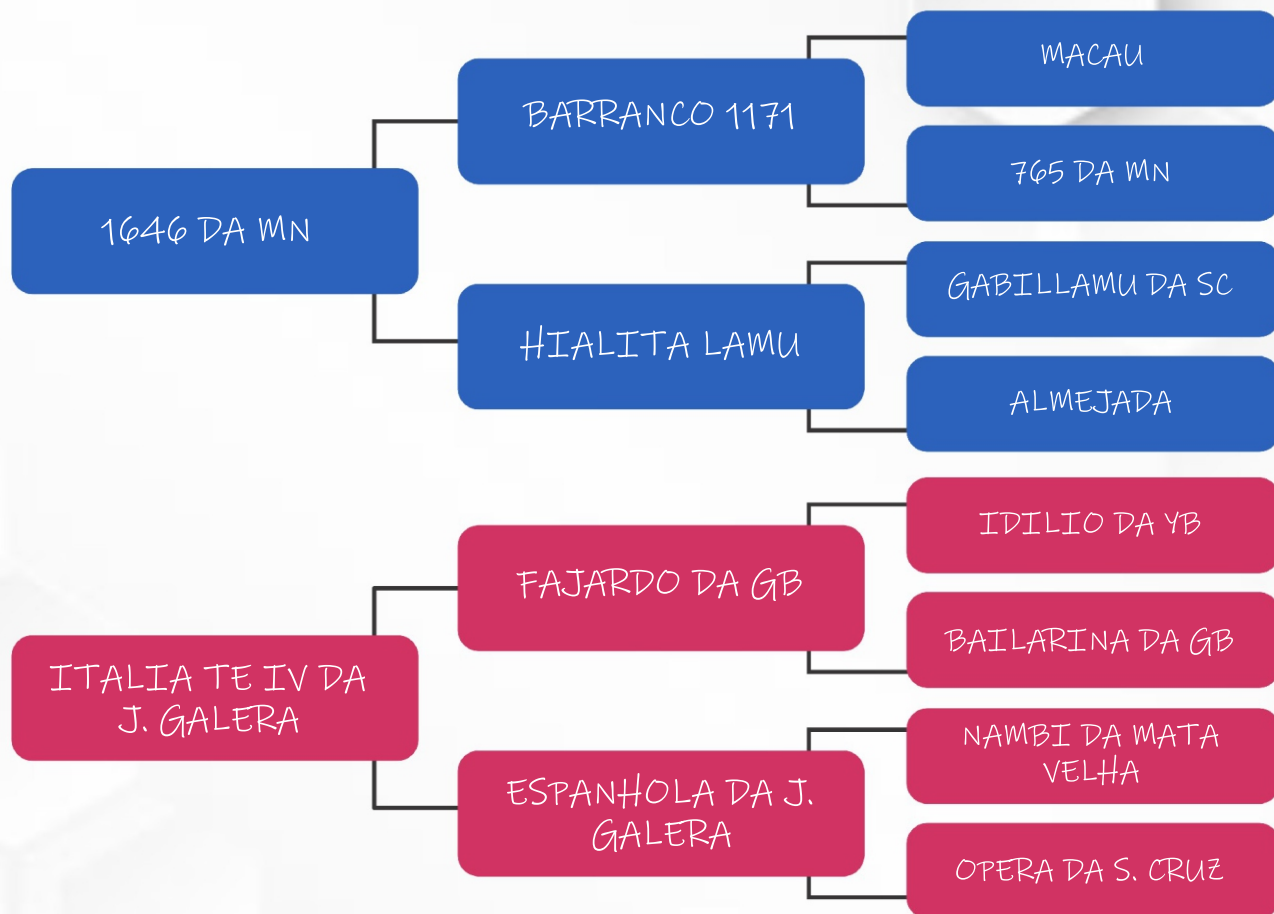 MACAU
BARRANCO 1171
765 DA MN
1646 DA MN
GABILLAMU DA SC
HIALITA LAMU
ALMEJADA
IDILIO DA YB
FAJARDO DA GB
BAILARINA DA GB
ITALIA TE IV DA
J. GALERA
NAMBI DA MATA
VELHA
ESPANHOLA DA J.
GALERA
OPERA DA S. CRUZ